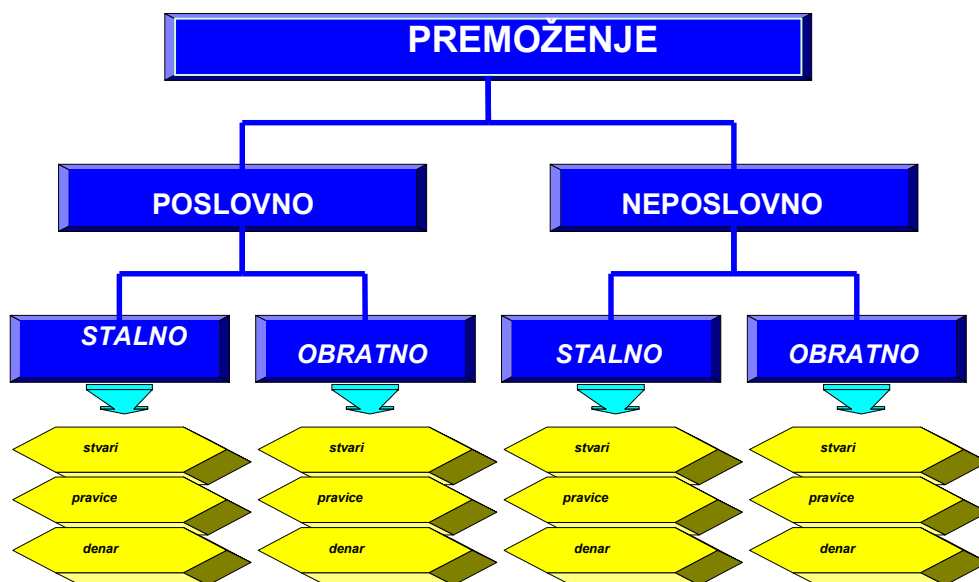 PREMOŽENJE
POSLOVNO
NEPOSLOVNO
STALNO
OBRATNO
STALNO
OBRATNO
stvari
stvari
stvari
stvari
pravice
pravice
pravice
pravice
denar
denar
denar
denar